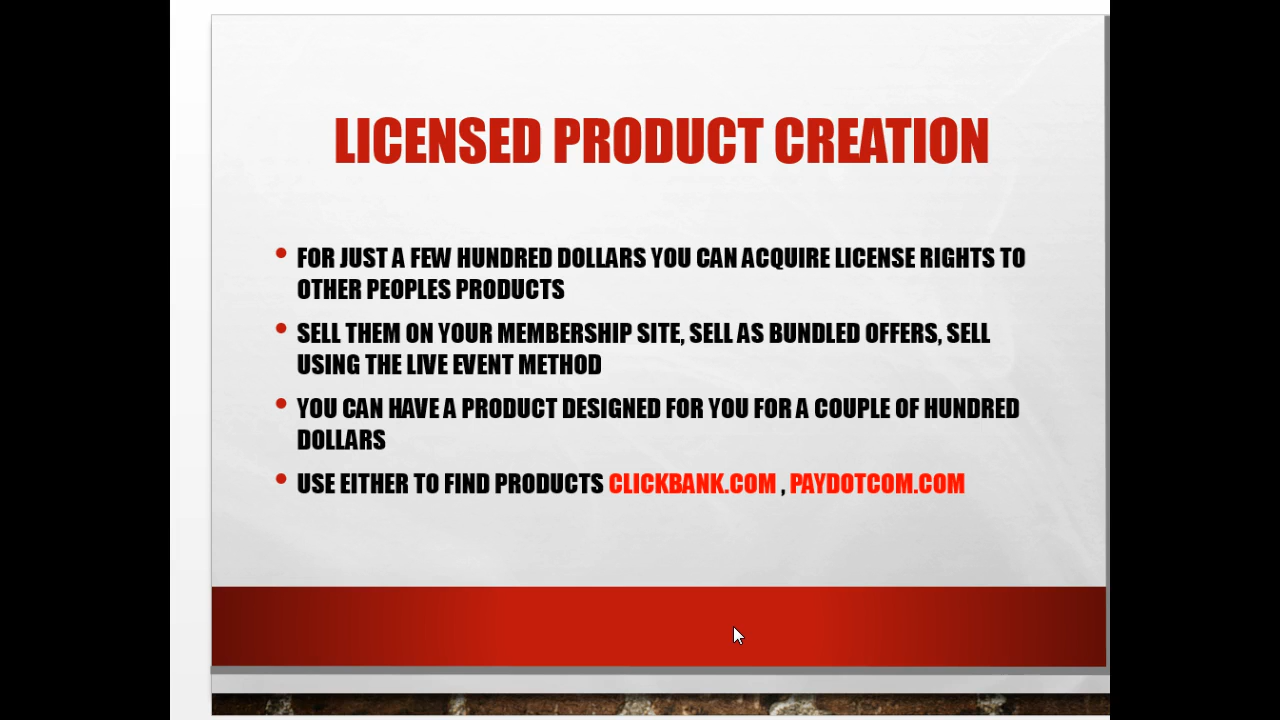 LICENSED PRODUCT CREATION
• FOR JUST A FEW HUNDRED DOLLARS YOU CAN ACQUIRE LICENSE RIGHTS TO
OTHER PEOPLES PRODUCTS
• SELL THEM ON YOUR MEMBERSHIP SITE, SELL AS BUNDLED OFFERS, SELL
USING THE LIVE EVENT METHOD
• YOU CAN HAVE A PRODUCT DESIGNED FOR YOU FOR A COUPLE OF HUNDRED
DOLLARS
• USE EITHER TO FIND PRODUCTS CLICKBANK.COM , PAYDOTCOM.COM